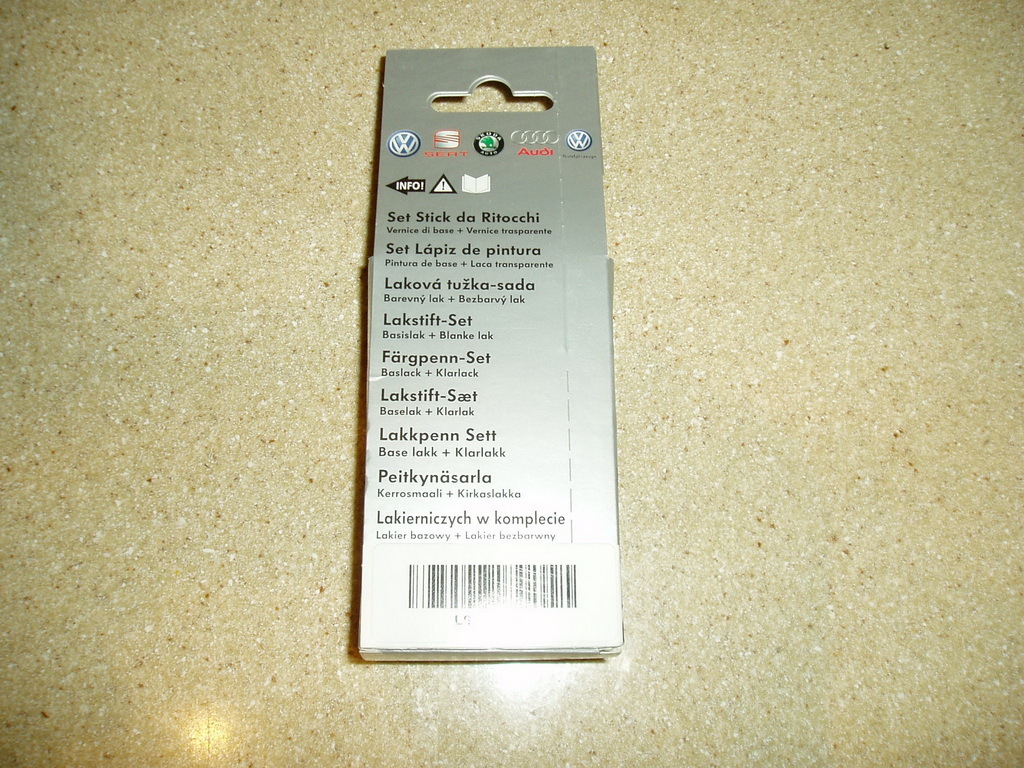 SEAT
SKODA
AUTO
Audi
INFO!
Set Stick da Ritocchi
Vernice di base + Vernice trasparente
Set Lápiz de pintura
Pintura de base + Laca transparente
Laková tužka-sada
Barevný lak + Bezbarvý lak
Lakstift-Set
Basislak + Blanke lak
Färgpenn-Set
Baslack + Klarlack
Lakstift-Sæt
Baselak + Klarlak
Lakkpenn Sett
Base lakk + Klarlakk
Peitkynäsarla
Kerrosmaali + Kirkaslakka
Lakierniczych w komplecie
Lakier bazowy + Lakier bezbarwny